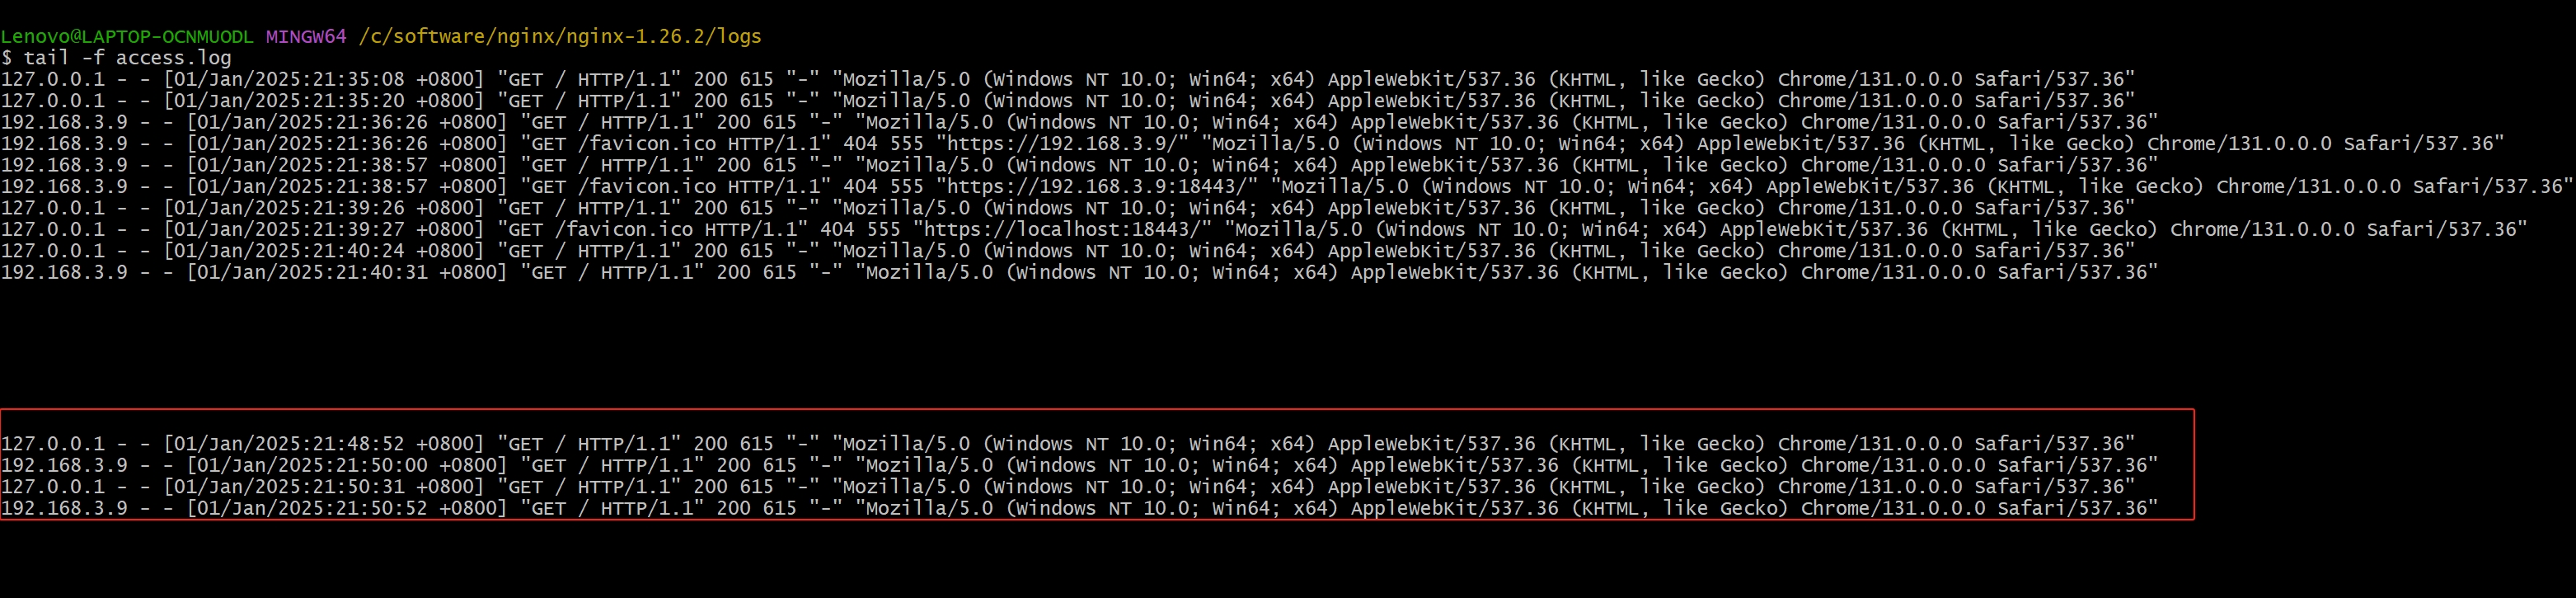 Lenovo@LAPTOP-OCNMUODL MINGW64 /c/software/nginx/nginx-1.26.2/logs
$ tail -f access.log
127.0.0.1 - - [01/Jan/2025:21:35:08 +0800] "GET / HTTP/1.1" 200 615 "-" "Mozilla/5.0 (Windows NT 10.0; Win64; x64) AppleWebKit/537.36 (KHTML, like Gecko) Chrome/131.0.0.0 Safari/537.36"
127.0.0.1 - - [01/Jan/2025:21:35:20 +0800] "GET / HTTP/1.1" 200 615 "-" "Mozilla/5.0 (Windows NT 10.0; Win64; x64) AppleWebKit/537.36 (KHTML, like Gecko) Chrome/131.0.0.0 Safari/537.36"
192.168.3.9 - - [01/Jan/2025:21:36:26 +0800] "GET / HTTP/1.1" 200 615 "-" "Mozilla/5.0 (Windows NT 10.0; Win64; x64) AppleWebKit/537.36 (KHTML, like Gecko) Chrome/131.0.0.0 Safari/537.36"
192.168.3.9 - - [01/Jan/2025:21:36:26 +0800] "GET /favicon.ico HTTP/1.1" 404 555 "https://192.168.3.9/" "Mozilla/5.0 (Windows NT 10.0; Win64; x64) AppleWebKit/537.36 (KHTML, like Gecko) Chrome/131.0.0.0 Safari/537.36"
192.168.3.9 - - [01/Jan/2025:21:38:57 +0800] "GET / HTTP/1.1" 200 615 "-" "Mozilla/5.0 (Windows NT 10.0; Win64; x64) AppleWebKit/537.36 (KHTML, like Gecko) Chrome/131.0.0.0 Safari/537.36"
192.168.3.9 - - [01/Jan/2025:21:38:57 +0800] "GET /favicon.ico HTTP/1.1" 404 555 "https://192.168.3.9:18443/" "Mozilla/5.0 (Windows NT 10.0; Win64; x64) AppleWebKit/537.36 (KHTML, like Gecko) Chrome/131.0.0.0 Safari/537.36"
127.0.0.1 - - [01/Jan/2025:21:39:26 +0800] "GET / HTTP/1.1" 200 615 "-" "Mozilla/5.0 (Windows NT 10.0; Win64; x64) AppleWebKit/537.36 (KHTML, like Gecko) Chrome/131.0.0.0 Safari/537.36"
127.0.0.1 - - [01/Jan/2025:21:39:27 +0800] "GET /favicon.ico HTTP/1.1" 404 555 "https://localhost:18443/" "Mozilla/5.0 (Windows NT 10.0; Win64; x64) AppleWebKit/537.36 (KHTML, like Gecko) Chrome/131.0.0.0 Safari/537.36"
127.0.0.1 - - [01/Jan/2025:21:40:24 +0800] "GET / HTTP/1.1" 200 615 "-" "Mozilla/5.0 (Windows NT 10.0; Win64; x64) AppleWebKit/537.36 (KHTML, like Gecko) Chrome/131.0.0.0 Safari/537.36"
192.168.3.9 - - [01/Jan/2025:21:40:31 +0800] "GET / HTTP/1.1" 200 615 "-" "Mozilla/5.0 (Windows NT 10.0; Win64; x64) AppleWebKit/537.36 (KHTML, like Gecko) Chrome/131.0.0.0 Safari/537.36"
127.0.0.1 - - [01/Jan/2025:21:48:52 +0800] "GET / HTTP/1.1" 200 615 "-" "Mozilla/5.0 (Windows NT 10.0; Win64; x64) AppleWebKit/537.36 (KHTML, like Gecko) Chrome/131.0.0.0 Safari/537.36"
192.168.3.9 - - [01/Jan/2025:21:50:00 +0800] "GET / HTTP/1.1" 200 615 "-" "Mozilla/5.0 (Windows NT 10.0; Win64; x64) AppleWebKit/537.36 (KHTML, like Gecko) Chrome/131.0.0.0 Safari/537.36"
127.0.0.1 - - [01/Jan/2025:21:50:31 +0800] "GET / HTTP/1.1" 200 615 "-" "Mozilla/5.0 (Windows NT 10.0; Win64; x64) AppleWebKit/537.36 (KHTML, like Gecko) Chrome/131.0.0.0 Safari/537.36"
192.168.3.9 - - [01/Jan/2025:21:50:52 +0800] "GET / HTTP/1.1" 200 615 "-" "Mozilla/5.0 (Windows NT 10.0; Win64; x64) AppleWebKit/537.36 (KHTML, like Gecko) Chrome/131.0.0.0 Safari/537.36"